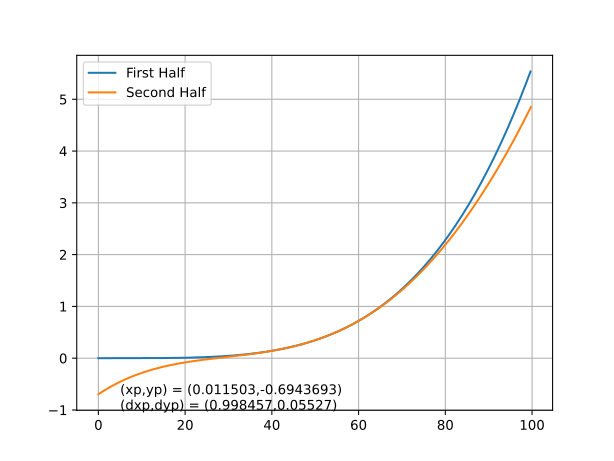 First Half
Second Half
5
4
3
2
1
0
−1
(xp,yp) = (0.011503,-0.6943693)
(dxp,dyp) = (0.998457,0.05527)
0 20 40 60 80 100